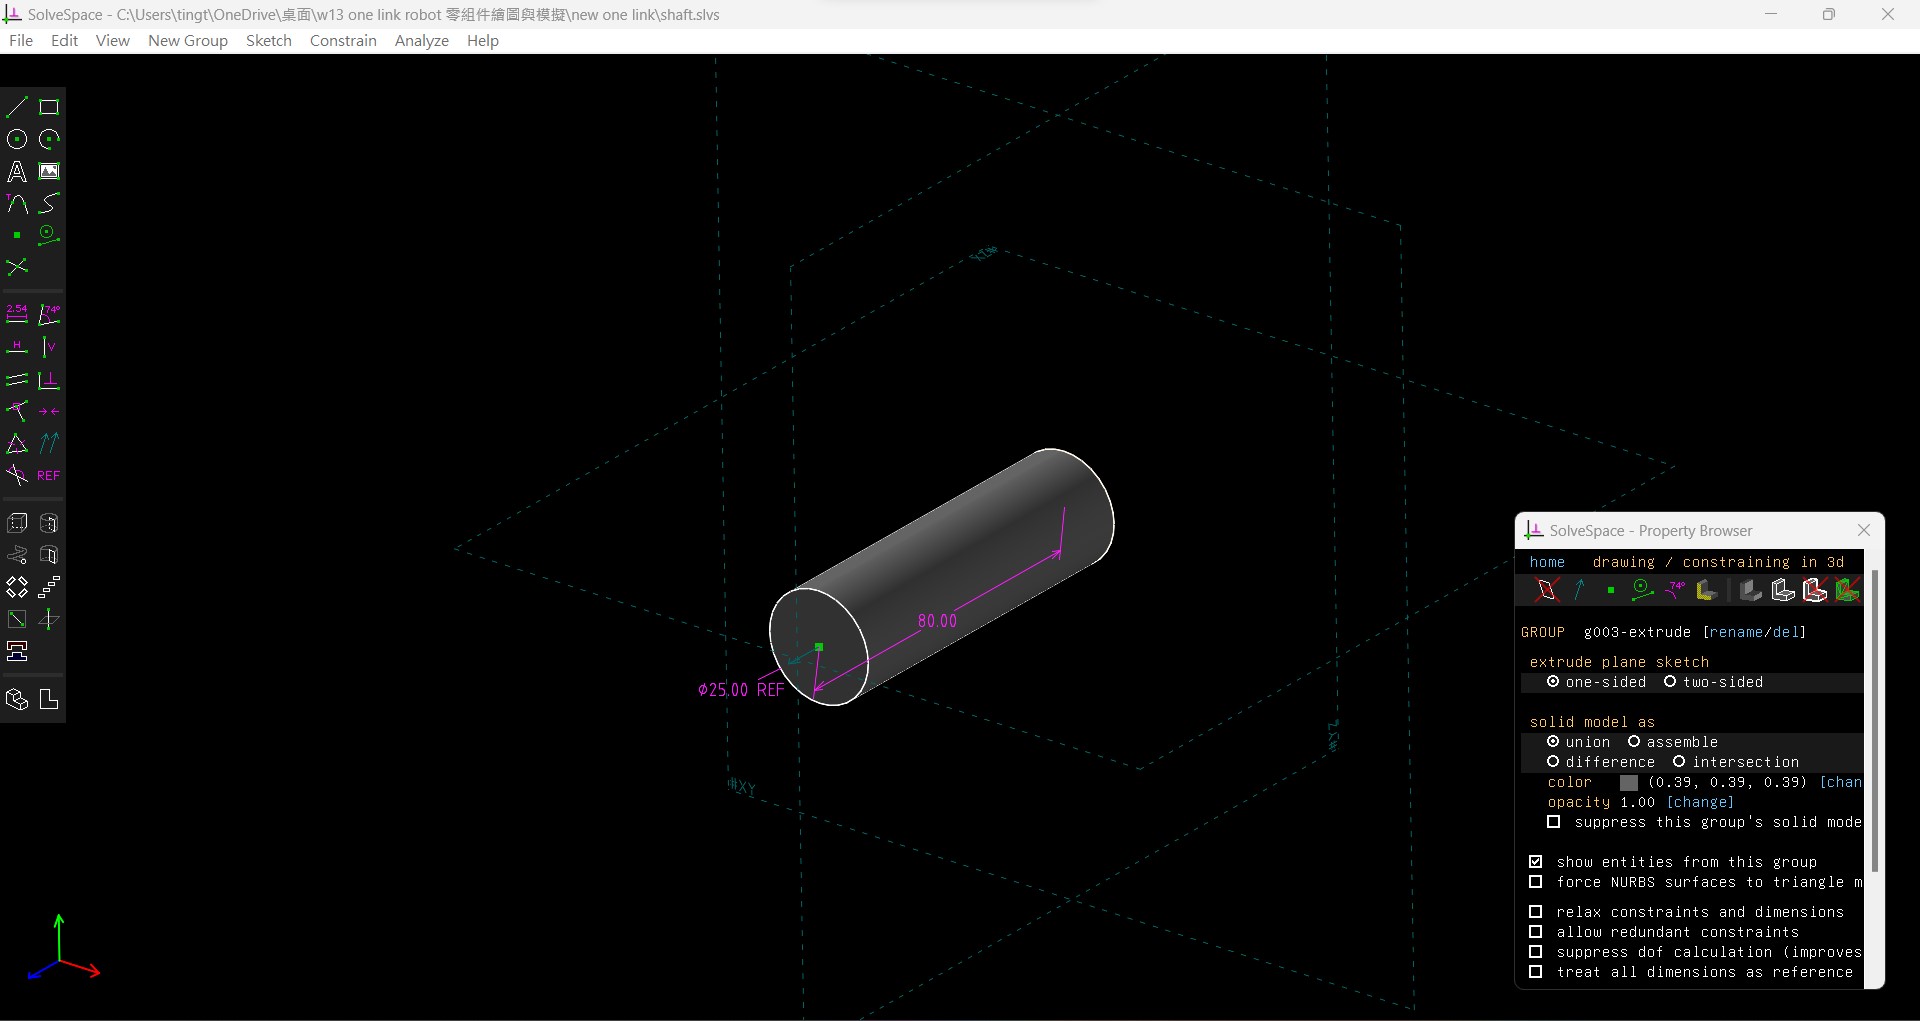 SolveSpace - C:\Users\tingt\OneDrive\桌面\w13 one link robot 零組件繪圖與模擬\new one link\shaft.slvs
File Edit View New Group Sketch Constrain Analyze Help
A
T
2.54 74°
H V
REF
#ZX
80.00
⌀25.00 REF
#YZ
#XY
SolveSpace - Property Browser
home drawing / constraining in 3d
74°
GROUP g003-extrude [rename/del]
extrude plane sketch
one-sided two-sided
solid model as
union assemble
difference intersection
color (0.39, 0.39, 0.39) [chan
opacity 1.00 [change]
suppress this group's solid mode
show entities from this group
force NURBS surfaces to triangle m
relax constraints and dimensions
allow redundant constraints
suppress dof calculation (improves
treat all dimensions as reference